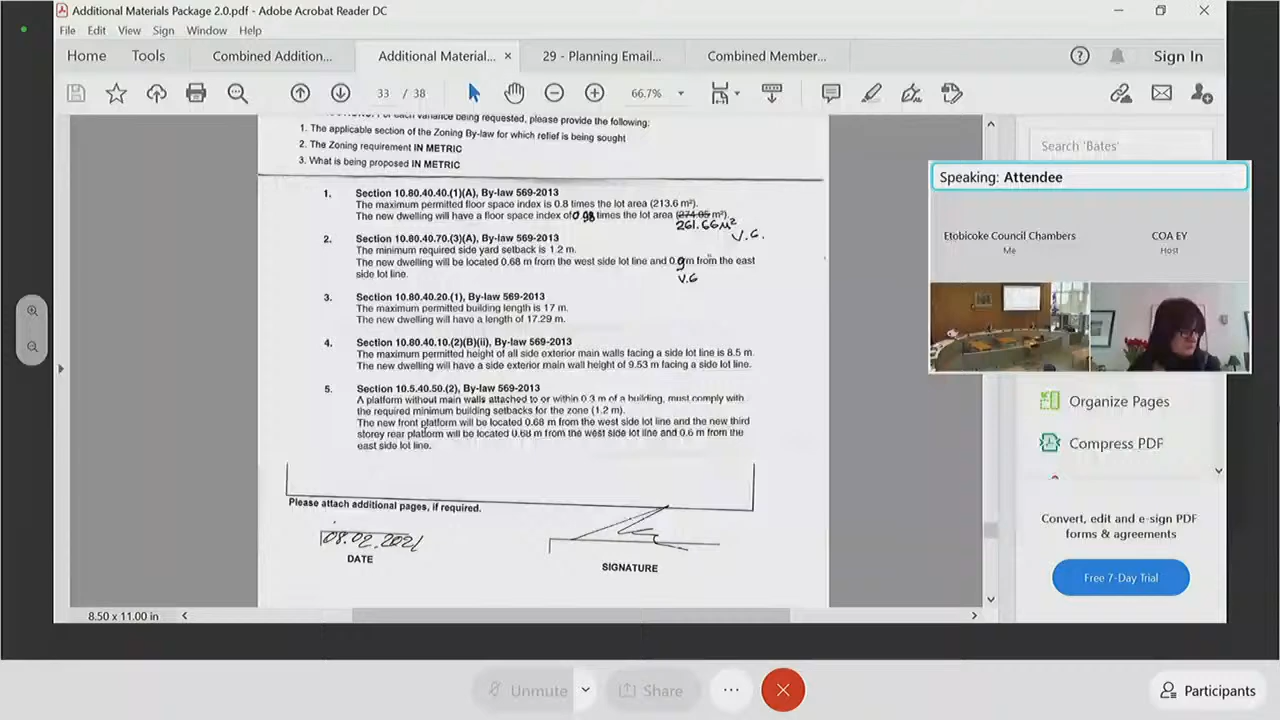 Additional Materials Package 2.0.pdf - Adobe Acrobat Reader DC
File Edit View Sign Window Help
Home Tools Combined Addition... Additional Material... × 29 - Planning Email... Combined Member... Sign In
33 / 38 66.7%
For each variance being requested, please provide the following:
1. The applicable section of the Zoning By-law for which relief is being sought
2. The Zoning requirement IN METRIC
3. What is being proposed IN METRIC
1. Section 10.80.40.40.(1)(A), By-law 569-2013
The maximum permitted floor space index is 0.8 times the lot area (213.6 m²).
The new dwelling will have a floor space index of 0.98 times the lot area (274.05 m²).
261.66 M²
V.G.
2. Section 10.80.40.70.(3)(A), By-law 569-2013
The minimum required side yard setback is 1.2 m.
The new dwelling will be located 0.68 m from the west side lot line and 0.9m from the east
side lot line.
V.G
3. Section 10.80.40.20.(1), By-law 569-2013
The maximum permitted building length is 17 m.
The new dwelling will have a length of 17.29 m.
4. Section 10.80.40.10.(2)(B)(ii), By-law 569-2013
The maximum permitted height of all side exterior main walls facing a side lot line is 8.5 m.
The new dwelling will have a side exterior main wall height of 9.53 m facing a side lot line.
5. Section 10.5.40.50.(2), By-law 569-2013
A platform without main walls attached to or within 0.3 m of a building, must comply with
the required minimum building setbacks for the zone (1.2 m).
The new front platform will be located 0.68 m from the west side lot line and the new third
storey rear platform will be located 0.68 m from the west side lot line and 0.6 m from the
east side lot line.
Please attach additional pages, if required.
08.02.2021
DATE
SIGNATURE
8.50 x 11.00 in
Search 'Bates'
Speaking: Attendee
Etobicoke Council Chambers
Me
COA EY
Host
Organize Pages
Compress PDF
Convert, edit and e-sign PDF
forms & agreements
Free 7-Day Trial
Unmute Share ... Participants